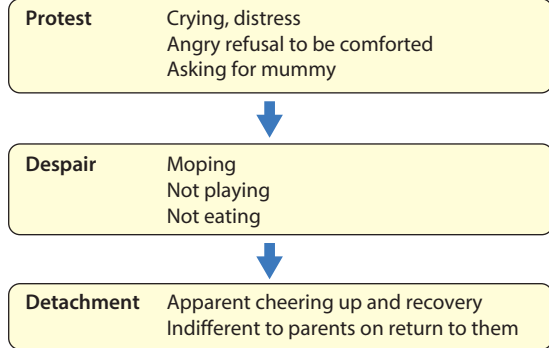 Protest Crying, distress
Angry refusal to be comforted
Asking for mummy
Despair Moping
Not playing
Not eating
Detachment Apparent cheering up and recovery
Indifferent to parents on return to them